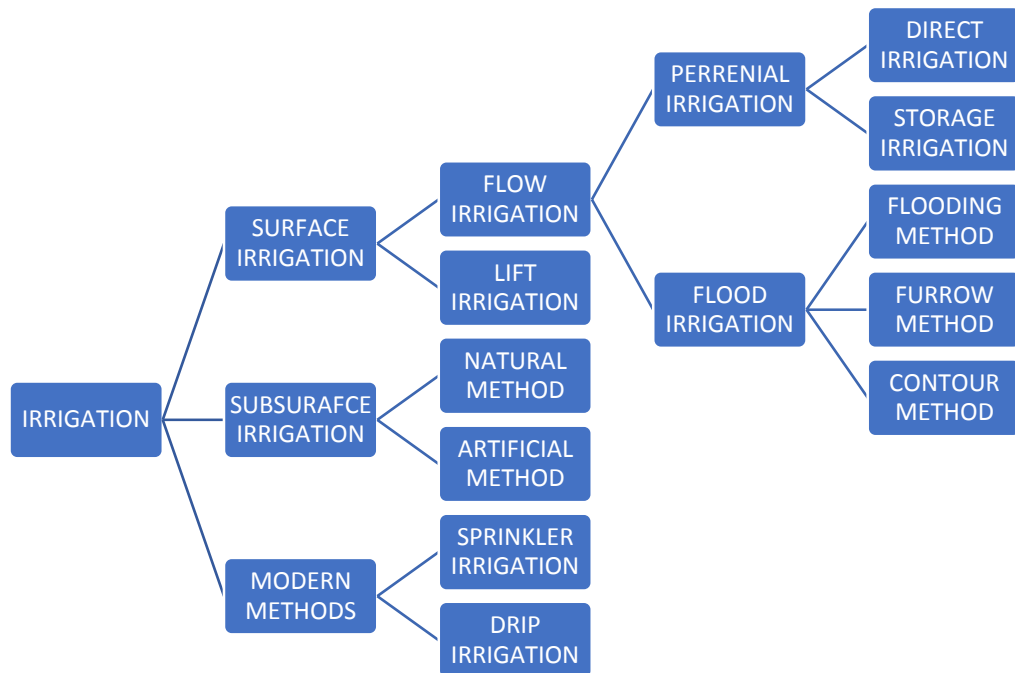 DIRECT
IRRIGATION
PERRENIAL
IRRIGATION
STORAGE
IRRIGATION
FLOW
IRRIGATION
FLOODING
METHOD
SURFACE
IRRIGATION
LIFT
IRRIGATION
FLOOD
IRRIGATION
FURROW
METHOD
NATURAL
METHOD
CONTOUR
METHOD
IRRIGATION
SUBSURAFCE
IRRIGATION
ARTIFICIAL
METHOD
SPRINKLER
IRRIGATION
MODERN
METHODS
DRIP
IRRIGATION